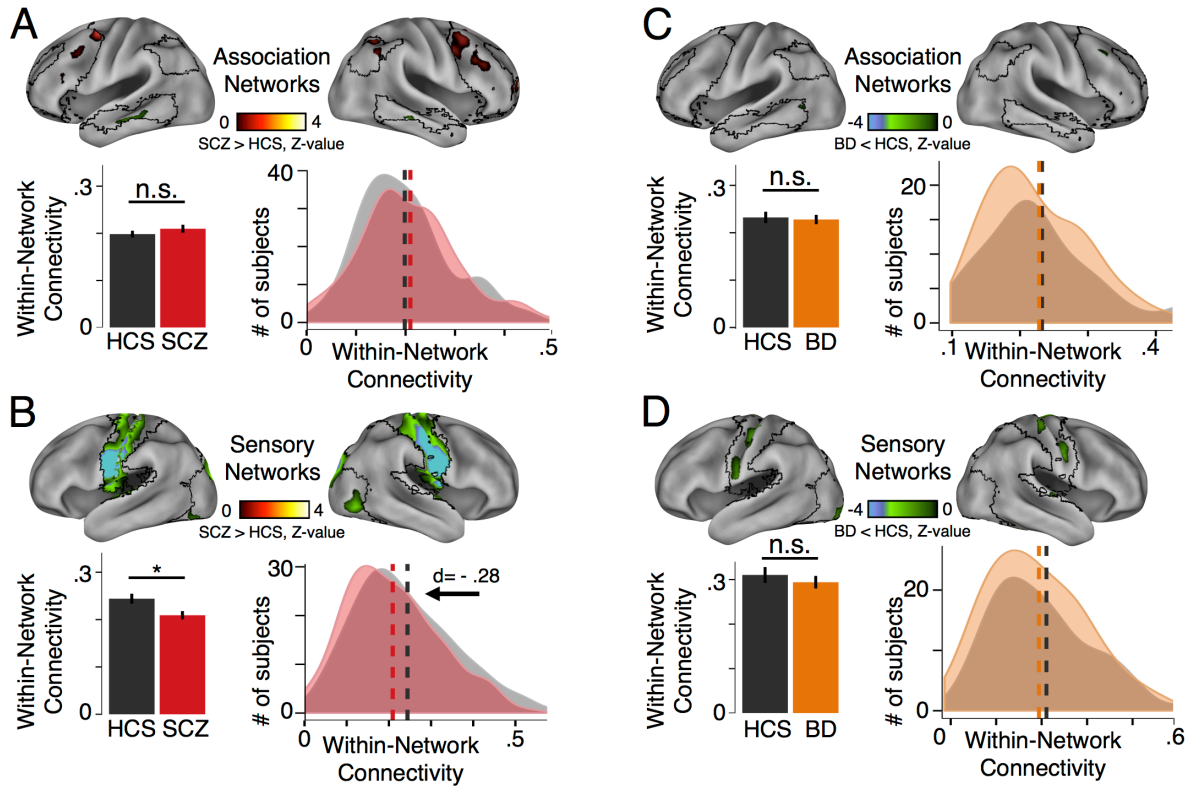 A
Association
Networks
0 4
SCZ > HCS, Z-value
Within-Network
Connectivity
.3
0
n.s.
HCS SCZ
# of subjects
40
0
0 .5
Within-Network
Connectivity
B
Sensory
Networks
0 4
SCZ > HCS, Z-value
Within-Network
Connectivity
.3
0
*
HCS SCZ
# of subjects
30
0
d= - .28
0 .5
Within-Network
Connectivity
C
Association
Networks
-4 0
BD < HCS, Z-value
Within-Network
Connectivity
.3
0
n.s.
HCS BD
# of subjects
20
0
.1 .4
Within-Network
Connectivity
D
Sensory
Networks
-4 0
BD < HCS, Z-value
Within-Network
Connectivity
.3
0
n.s.
HCS BD
# of subjects
20
0
0 .6
Within-Network
Connectivity